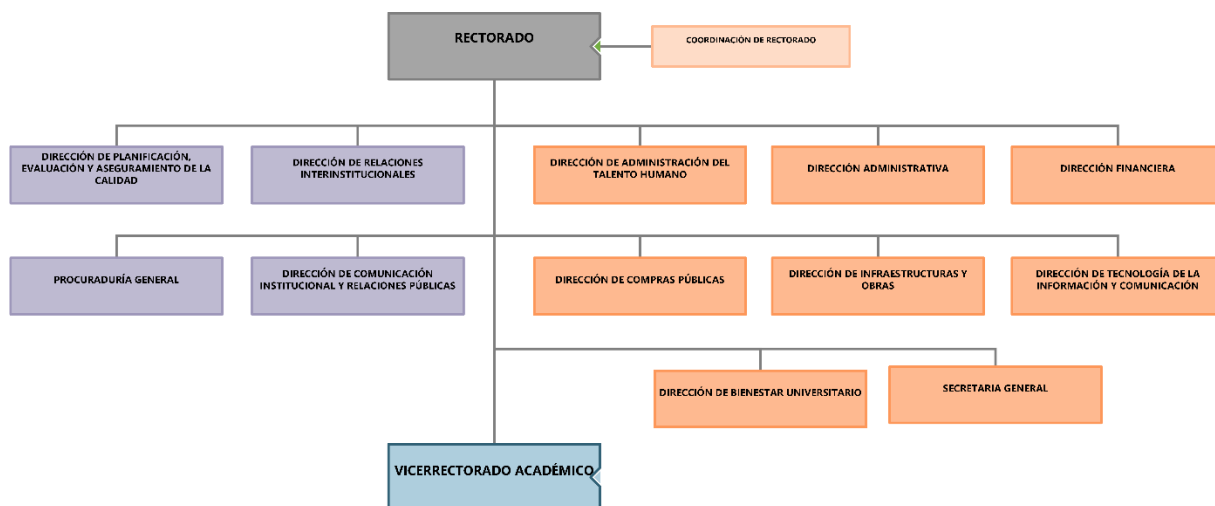 RECTORADO
COORDINACIÓN DE RECTORADO
DIRECCIÓN DE PLANIFICACIÓN,
EVALUACIÓN Y ASEGURAMIENTO DE LA
CALIDAD
DIRECCIÓN DE RELACIONES
INTERINSTITUCIONALES
DIRECCIÓN DE ADMINISTRACIÓN DEL
TALENTO HUMANO
DIRECCIÓN ADMINISTRATIVA
DIRECCIÓN FINANCIERA
PROCURADURÍA GENERAL
DIRECCIÓN DE COMUNICACIÓN
INSTITUCIONAL Y RELACIONES PÚBLICAS
DIRECCIÓN DE COMPRAS PÚBLICAS
DIRECCIÓN DE INFRAESTRUCTURAS Y
OBRAS
DIRECCIÓN DE TECNOLOGÍA DE LA
INFORMACIÓN Y COMUNICACIÓN
DIRECCIÓN DE BIENESTAR UNIVERSITARIO
SECRETARIA GENERAL
VICERRECTORADO ACADÉMICO